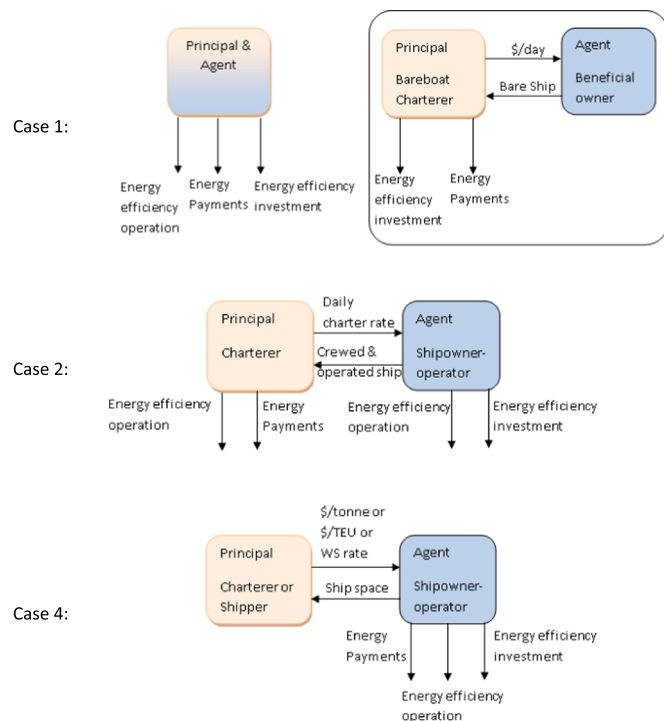 Case 1:
Principal &
Agent
Energy
efficiency
operation
Energy
Payments
Energy efficiency
investment
Principal
Bareboat
Charterer
$/day
Bare Ship
Agent
Beneficial
owner
Energy
efficiency
investment
Energy
Payments
Case 2:
Principal
Charterer
Daily
charter rate
Crewed &
operated ship
Agent
Shipowner-
operator
Energy efficiency
operation
Energy
Payments
Energy efficiency
operation
Energy efficiency
investment
Case 4:
Principal
Charterer or
Shipper
$/tonne or
$/TEU or
WS rate
Ship space
Agent
Shipowner-
operator
Energy
Payments
Energy efficiency
operation
Energy efficiency
investment